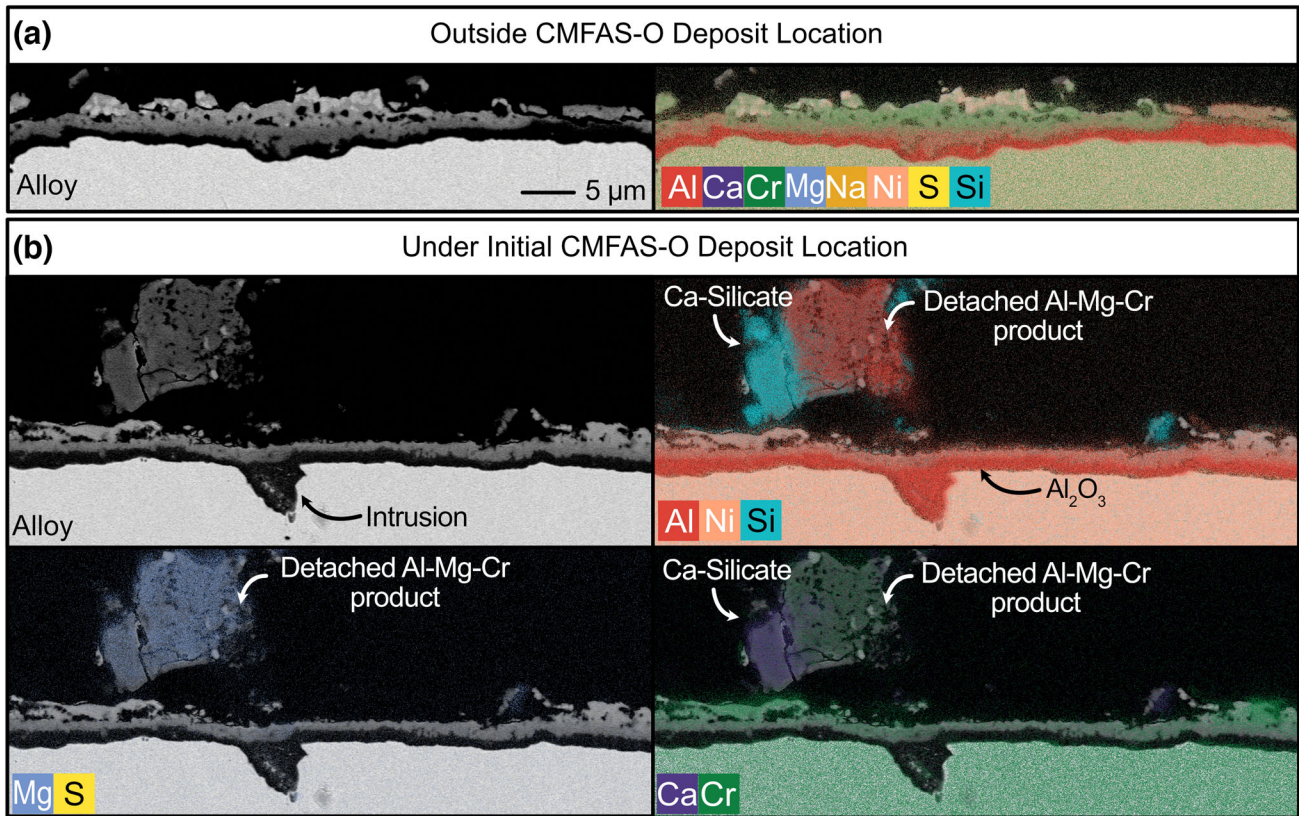 (a)
Outside CMFAS-O Deposit Location
Alloy
5 μm
Al Ca Cr Mg Na Ni S Si
(b)
Under Initial CMFAS-O Deposit Location
Alloy
Intrusion
Ca-Silicate
Detached Al-Mg-Cr
product
Al₂O₃
Al Ni Si
Detached Al-Mg-Cr
product
Mg S
Ca-Silicate
Detached Al-Mg-Cr
product
Ca Cr